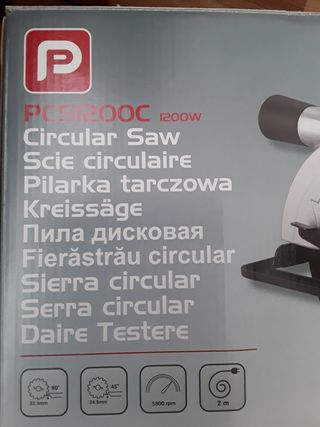 P
PCS1200C 1200W
Circular Saw
Scie circulaire
Pilarka tarczowa
Kreissäge
Пила дисковая
Fierăstrău circular
Sierra circular
Serra circular
Daire Testere
90° 45°
5800 rpm 2 m